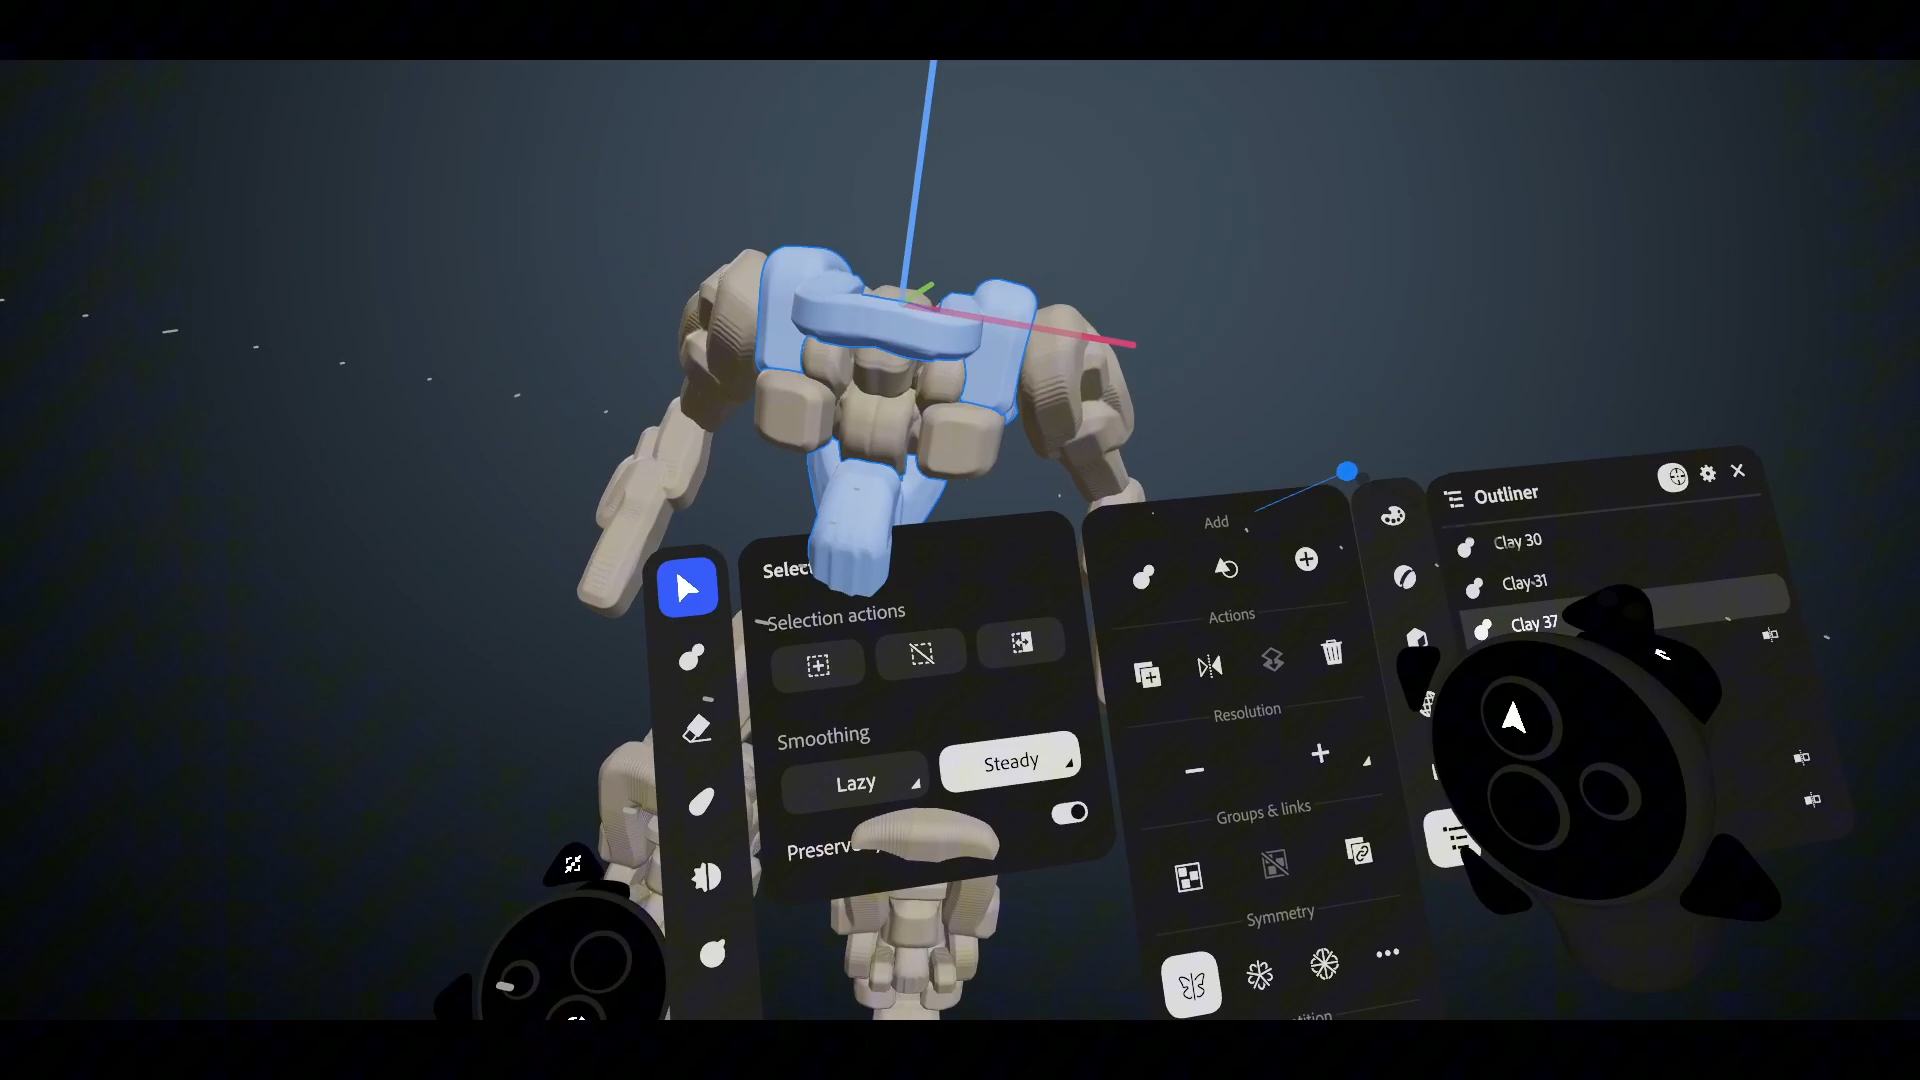 Selec
Selection actions
Smoothing
Lazy
Steady
Preserve
Add
Actions
Resolution
Groups & links
Symmetry
Outliner
Clay 30
Clay 31
Clay 37